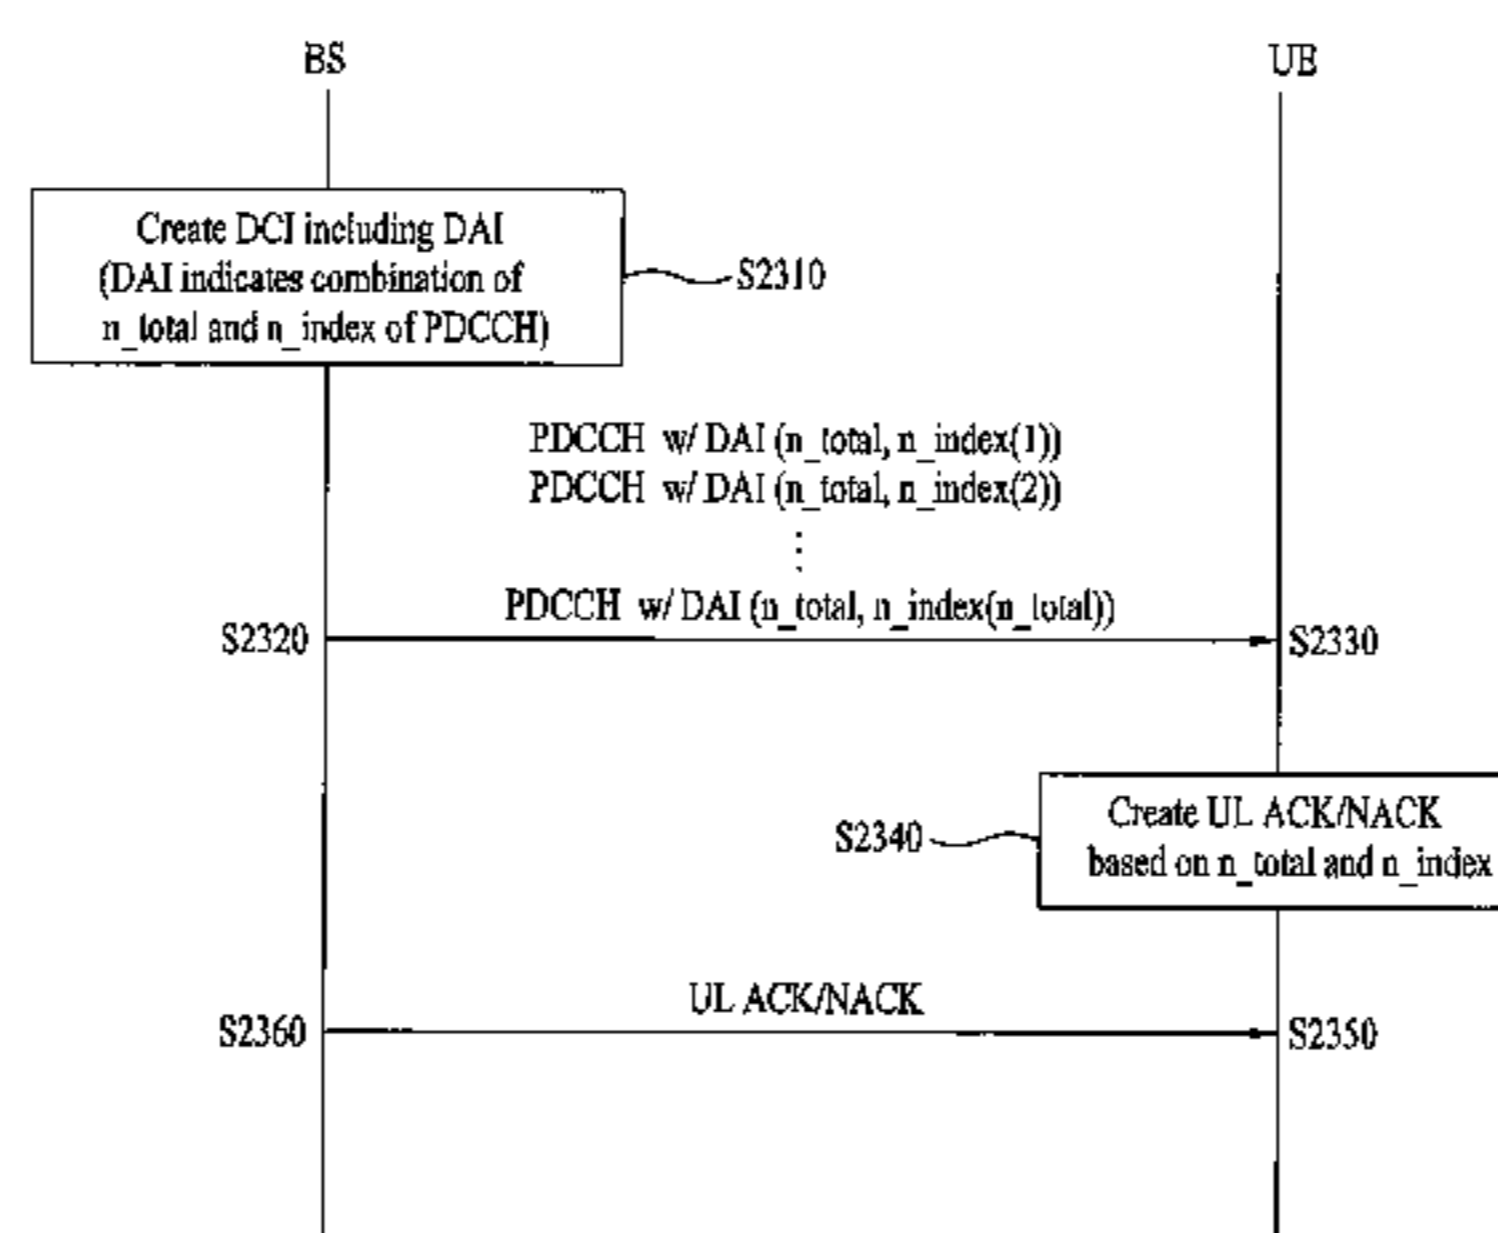 BS
UE
Create DCI including DAI
(DAI indicates combination of
n_total and n_index of PDCCH)
S2310
PDCCH w/ DAI (n_total, n_index(1))
PDCCH w/ DAI (n_total, n_index(2))
⋮
PDCCH w/ DAI (n_total, n_index(n_total))
S2320
S2330
Create UL ACK/NACK
based on n_total and n_index
S2340
UL ACK/NACK
S2360
S2350